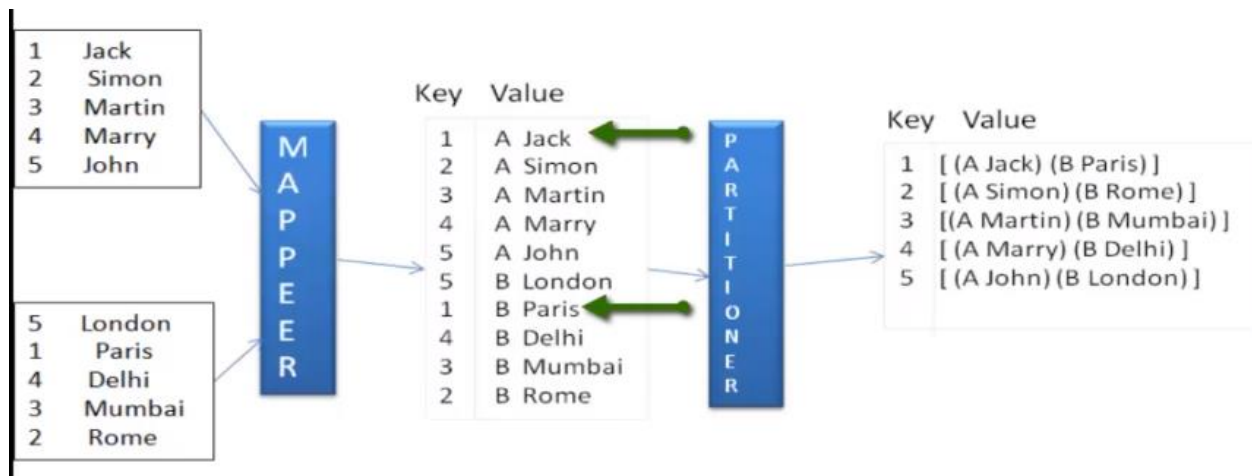 1 Jack
2 Simon
3 Martin
4 Marry
5 John
5 London
1 Paris
4 Delhi
3 Mumbai
2 Rome
MAPPER
Key Value
1 A Jack
2 A Simon
3 A Martin
4 A Marry
5 A John
5 B London
1 B Paris
4 B Delhi
3 B Mumbai
2 B Rome
PARTITIONER
Key Value
1 [ (A Jack) (B Paris) ]
2 [ (A Simon) (B Rome) ]
3 [(A Martin) (B Mumbai) ]
4 [ (A Marry) (B Delhi) ]
5 [ (A John) (B London) ]